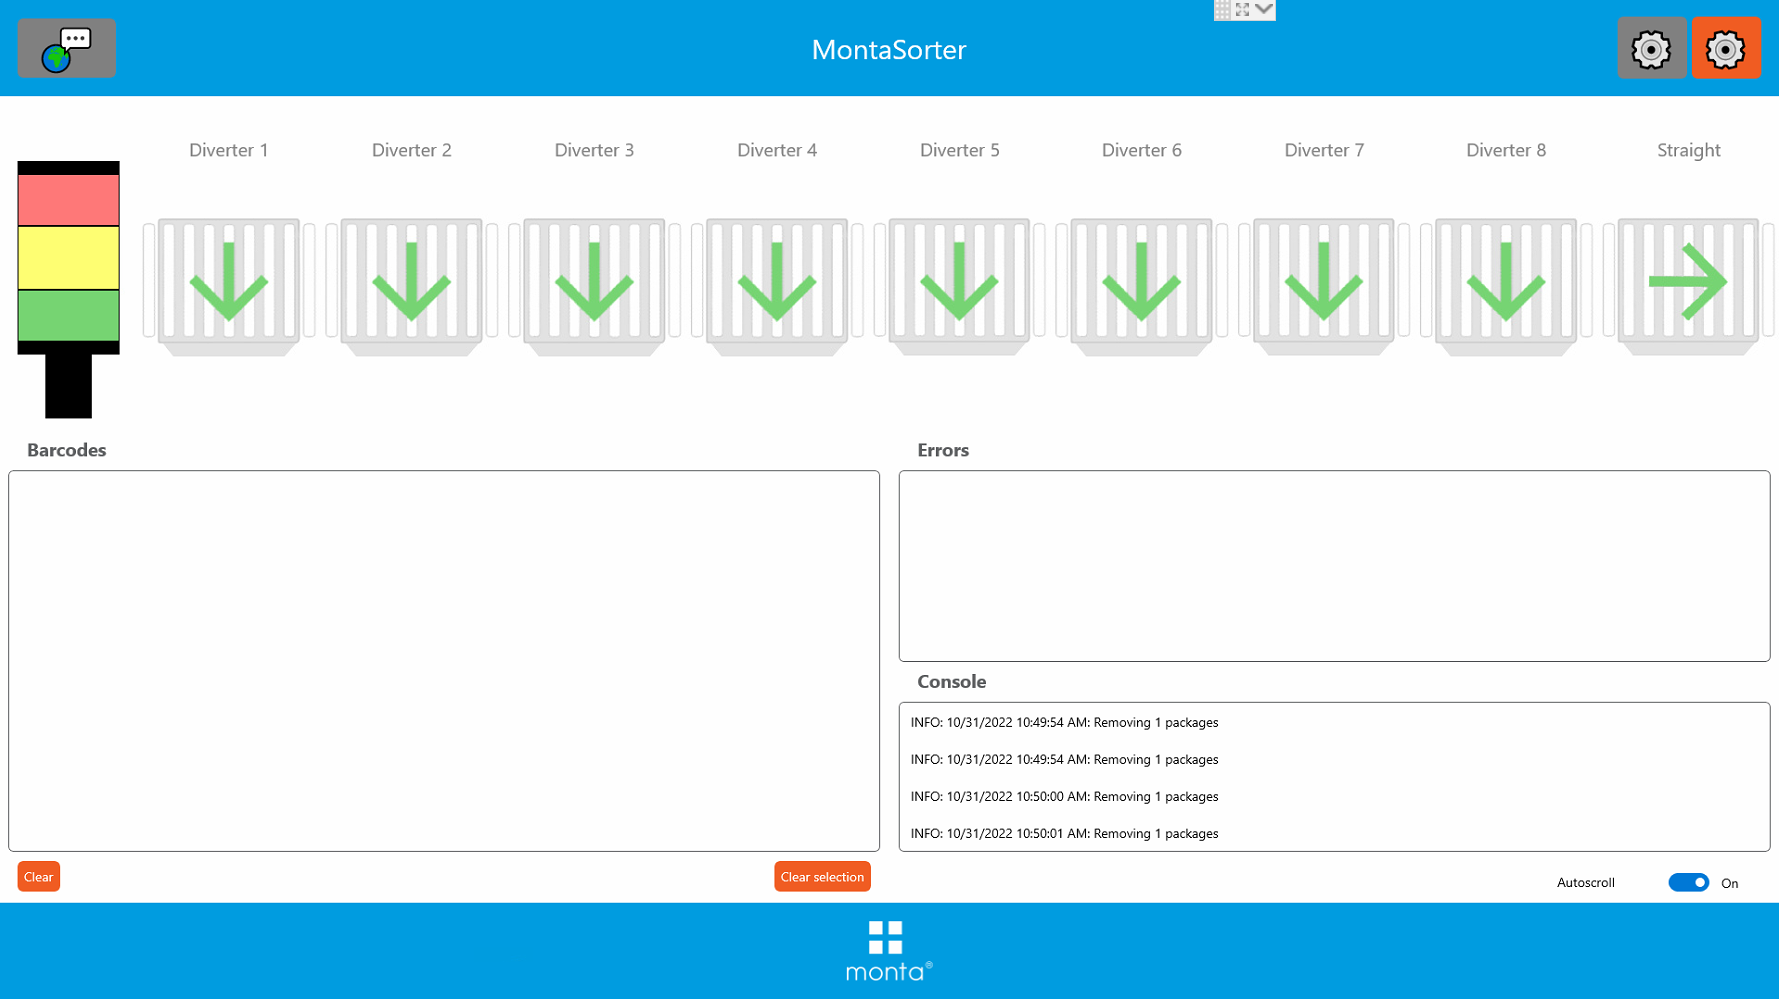 MontaSorter
Diverter 1
Diverter 2
Diverter 3
Diverter 4
Diverter 5
Diverter 6
Diverter 7
Diverter 8
Straight
Barcodes
Errors
Console
INFO: 10/31/2022 10:49:54 AM: Removing 1 packages
INFO: 10/31/2022 10:49:54 AM: Removing 1 packages
INFO: 10/31/2022 10:50:00 AM: Removing 1 packages
INFO: 10/31/2022 10:50:01 AM: Removing 1 packages
Clear
Clear selection
Autoscroll
On
monta®